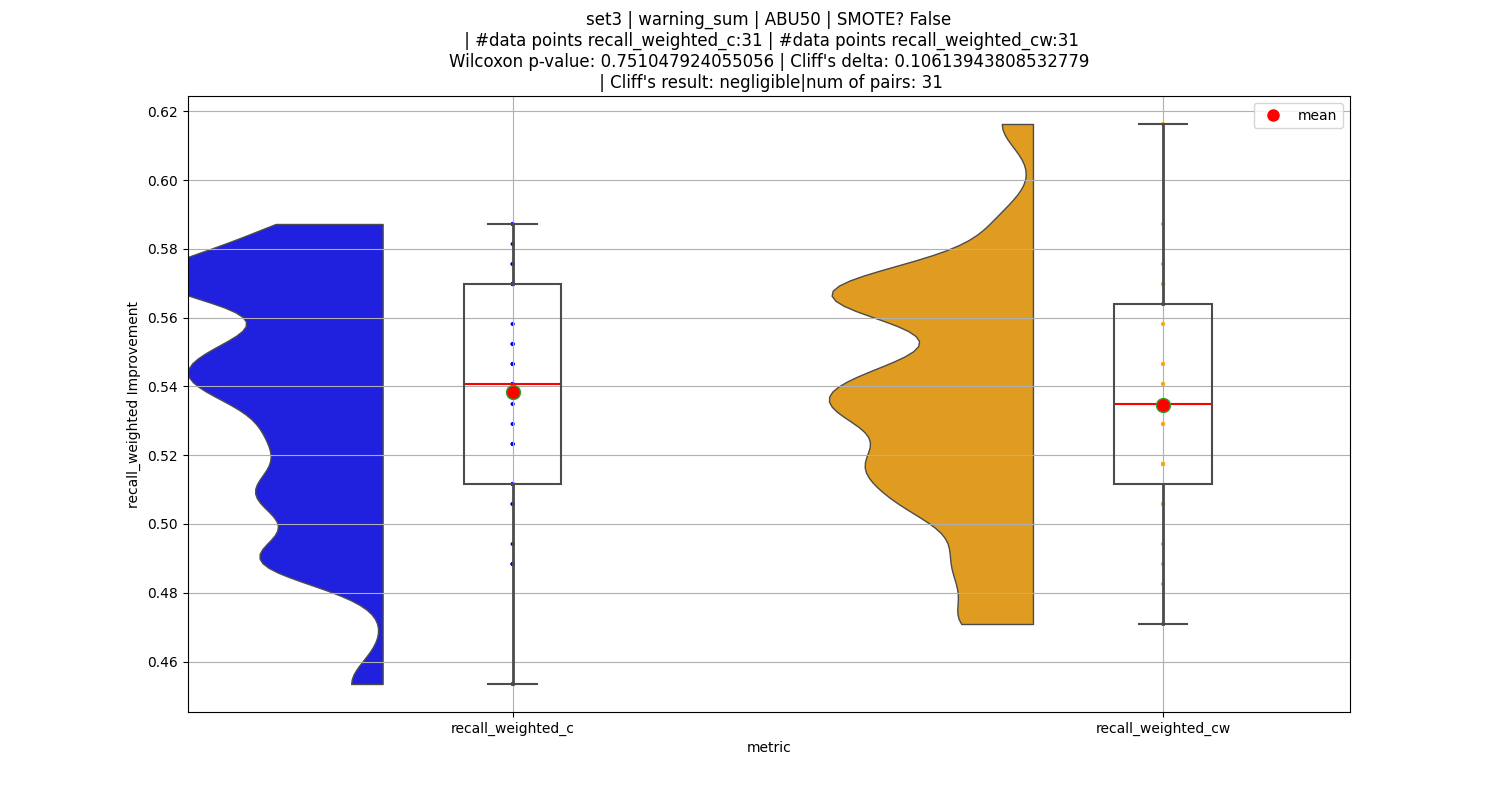 set3 | warning_sum | ABU50 | SMOTE? False
| #data points recall_weighted_c:31 | #data points recall_weighted_cw:31
Wilcoxon p-value: 0.751047924055056 | Cliff's delta: 0.10613943808532779
| Cliff's result: negligible|num of pairs: 31
mean
recall_weighted Improvement
0.62
0.60
0.58
0.56
0.54
0.52
0.50
0.48
0.46
recall_weighted_c
recall_weighted_cw
metric